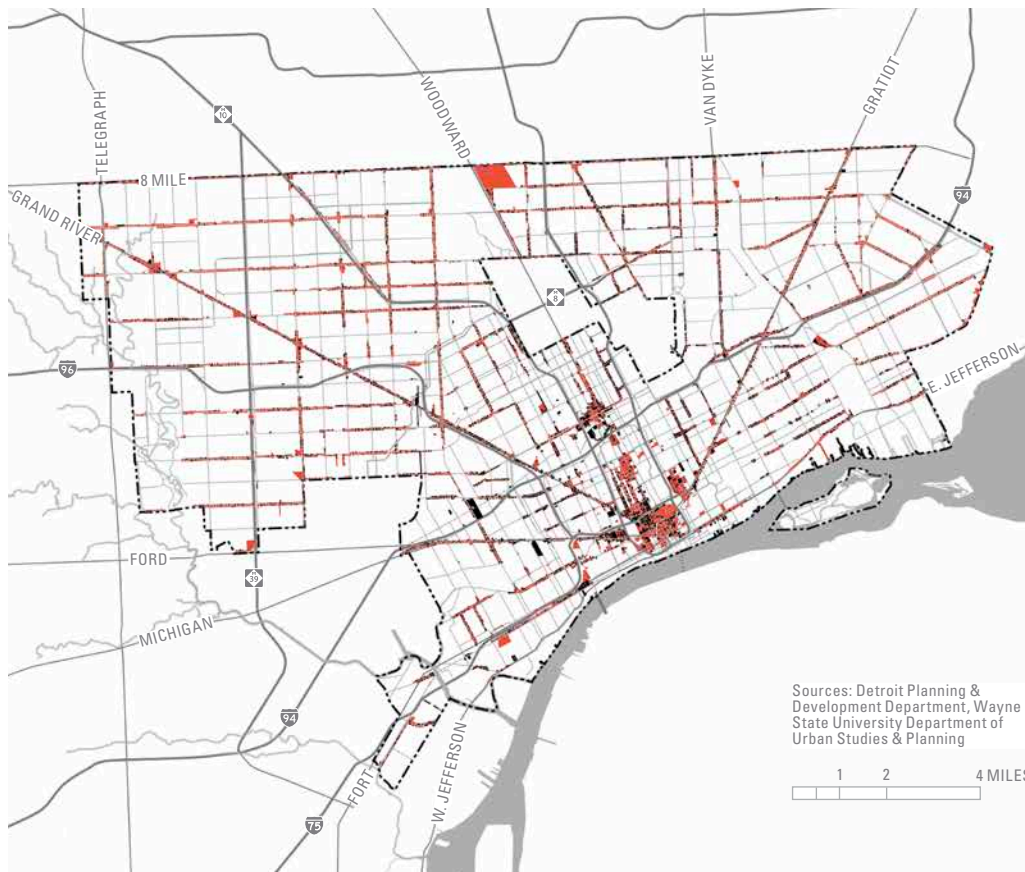 WOODWARD
VAN DYKE
GRATIOT
TELEGRAPH
10
8 MILE
GRAND RIVER
94
8
96
E. JEFFERSON
FORD
39
MICHIGAN
94
FORT
W. JEFFERSON
75
Sources: Detroit Planning &
Development Department, Wayne
State University Department of
Urban Studies & Planning
1 2 4 MILES